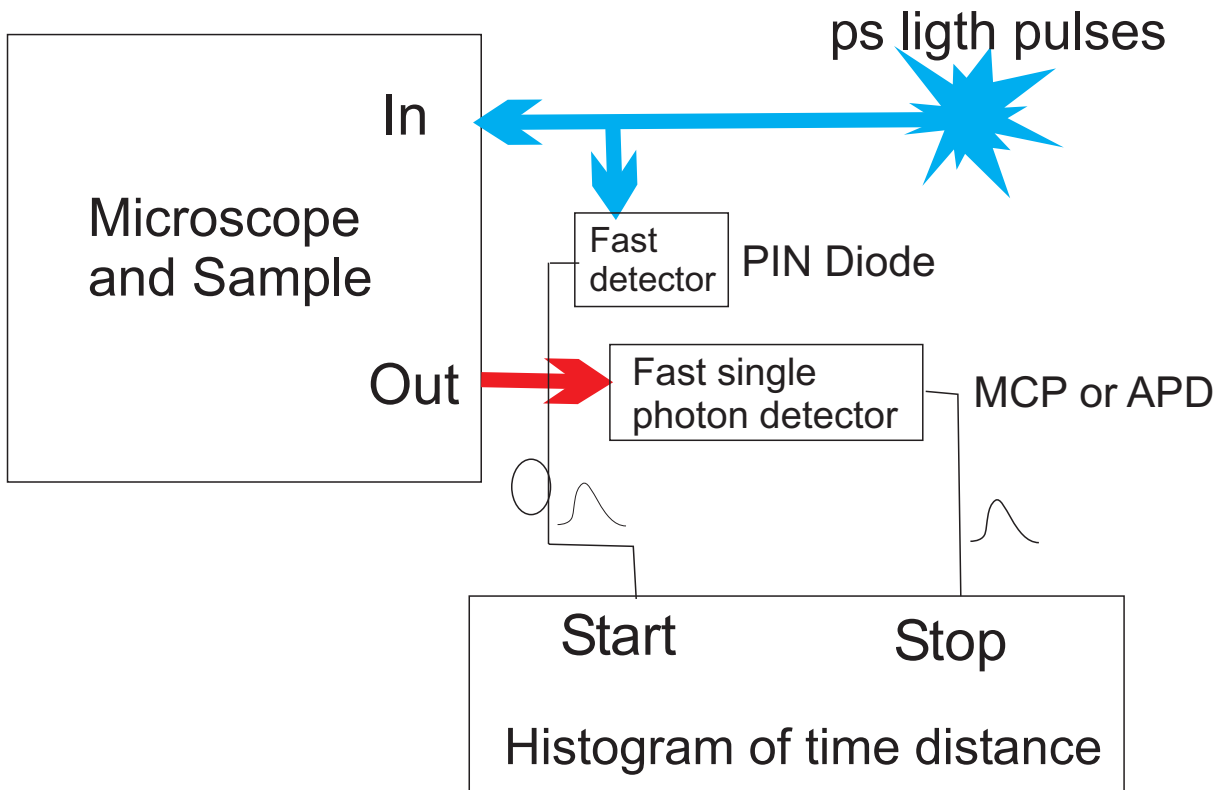 ps ligth pulses
In
Microscope
and Sample
Fast
detector
PIN Diode
Out
Fast single
photon detector
MCP or APD
Start
Stop
Histogram of time distance